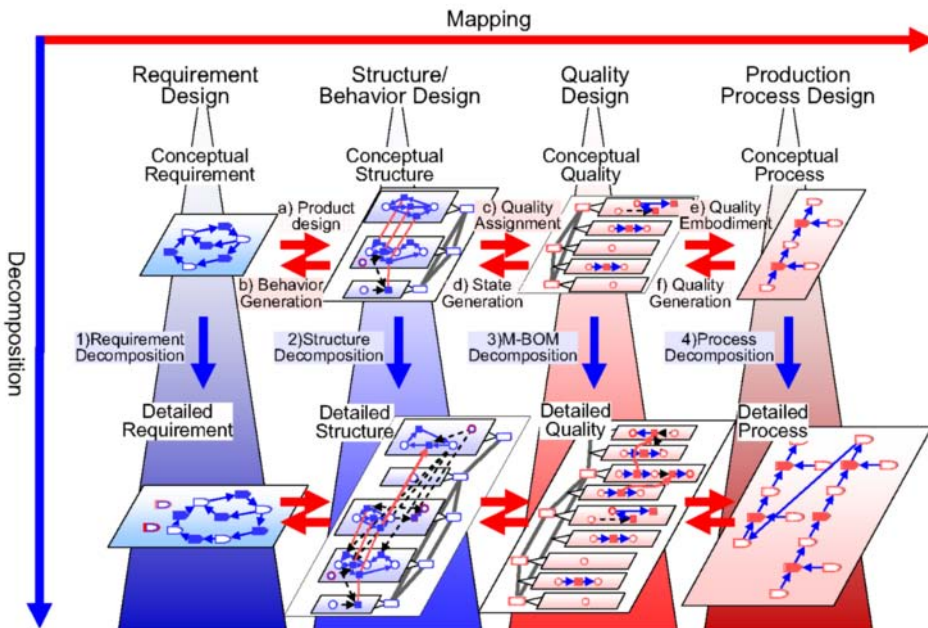 Mapping
Decomposition
Requirement
Design
Structure/
Behavior Design
Quality
Design
Production
Process Design
Conceptual
Requirement
Conceptual
Structure
Conceptual
Quality
Conceptual
Process
a) Product
design
c) Quality
Assignment
e) Quality
Embodiment
b) Behavior
Generation
d) State
Generation
f) Quality
Generation
1)Requirement
Decomposition
2)Structure
Decomposition
3)M-BOM
Decomposition
4)Process
Decomposition
Detailed
Requirement
Detailed
Structure
Detailed
Quality
Detailed
Process